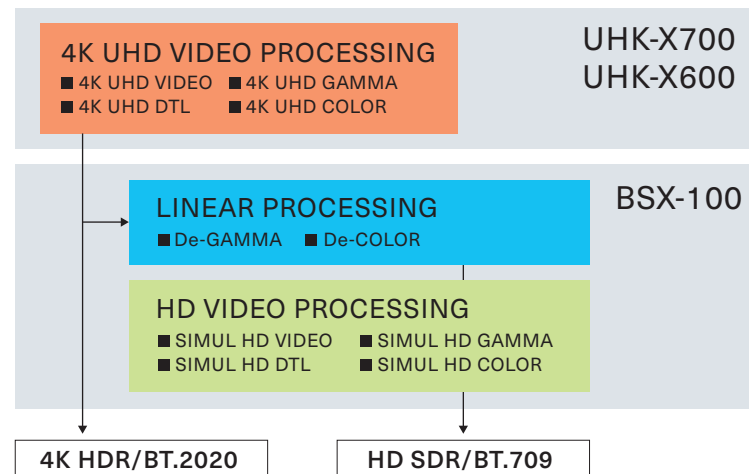 4K UHD VIDEO PROCESSING
■ 4K UHD VIDEO ■ 4K UHD GAMMA
■ 4K UHD DTL ■ 4K UHD COLOR
UHK-X700
UHK-X600
LINEAR PROCESSING
■ De-GAMMA ■ De-COLOR
BSX-100
HD VIDEO PROCESSING
■ SIMUL HD VIDEO ■ SIMUL HD GAMMA
■ SIMUL HD DTL ■ SIMUL HD COLOR
4K HDR/BT.2020
HD SDR/BT.709